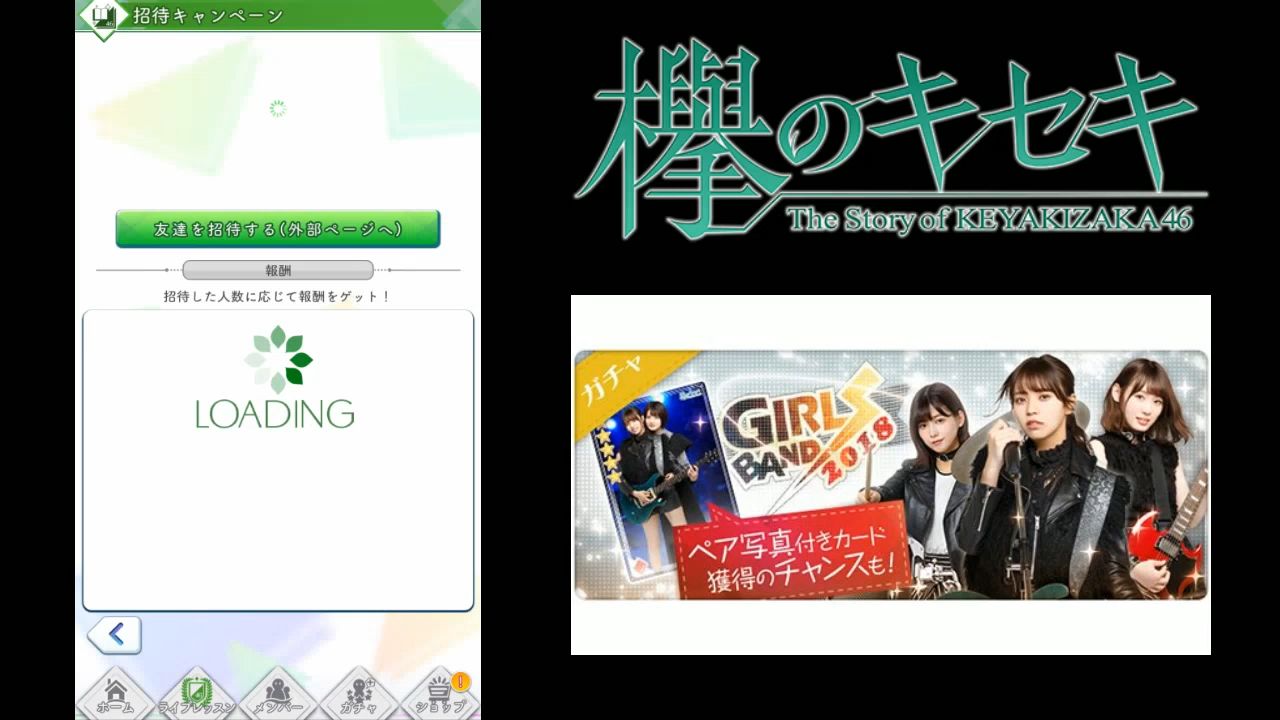 招待キャンペーン
友達を招待する(外部ページへ)
報酬
招待した人数に応じて報酬をゲット！
LOADING
ホーム
ライブレッスン
メンバー
ガチャ
ショップ
!
欅のキセキ
The Story of KEYAKIZAKA46
ガチャ
GIRLS
BAND
2018
ペア写真付きカード
獲得のチャンスも!